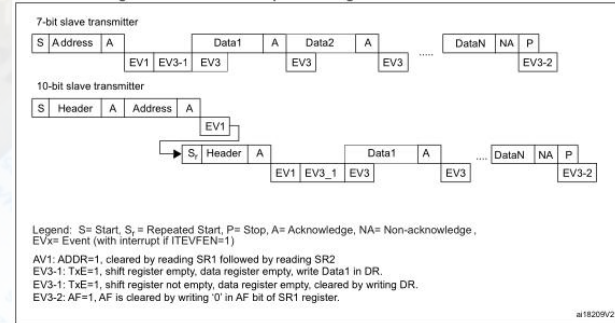 7-bit slave transmitter
S Address A Data1 A Data2 A ..... DataN NA P
EV1 EV3-1 EV3 EV3 EV3 EV3-2
10-bit slave transmitter
S Header A Address A
EV1
Sr Header A Data1 A .... DataN NA P
EV1 EV3_1 EV3 EV3 EV3-2
Legend: S= Start, Sr = Repeated Start, P= Stop, A= Acknowledge, NA= Non-acknowledge,
EVx= Event (with interrupt if ITEVFEN=1)
AV1: ADDR=1, cleared by reading SR1 followed by reading SR2
EV3-1: TxE=1, shift register empty, data register empty, write Data1 in DR.
EV3-1: TxE=1, shift register not empty, data register empty, cleared by writing DR.
EV3-2: AF=1, AF is cleared by writing ‘0’ in AF bit of SR1 register.
ai18209V2